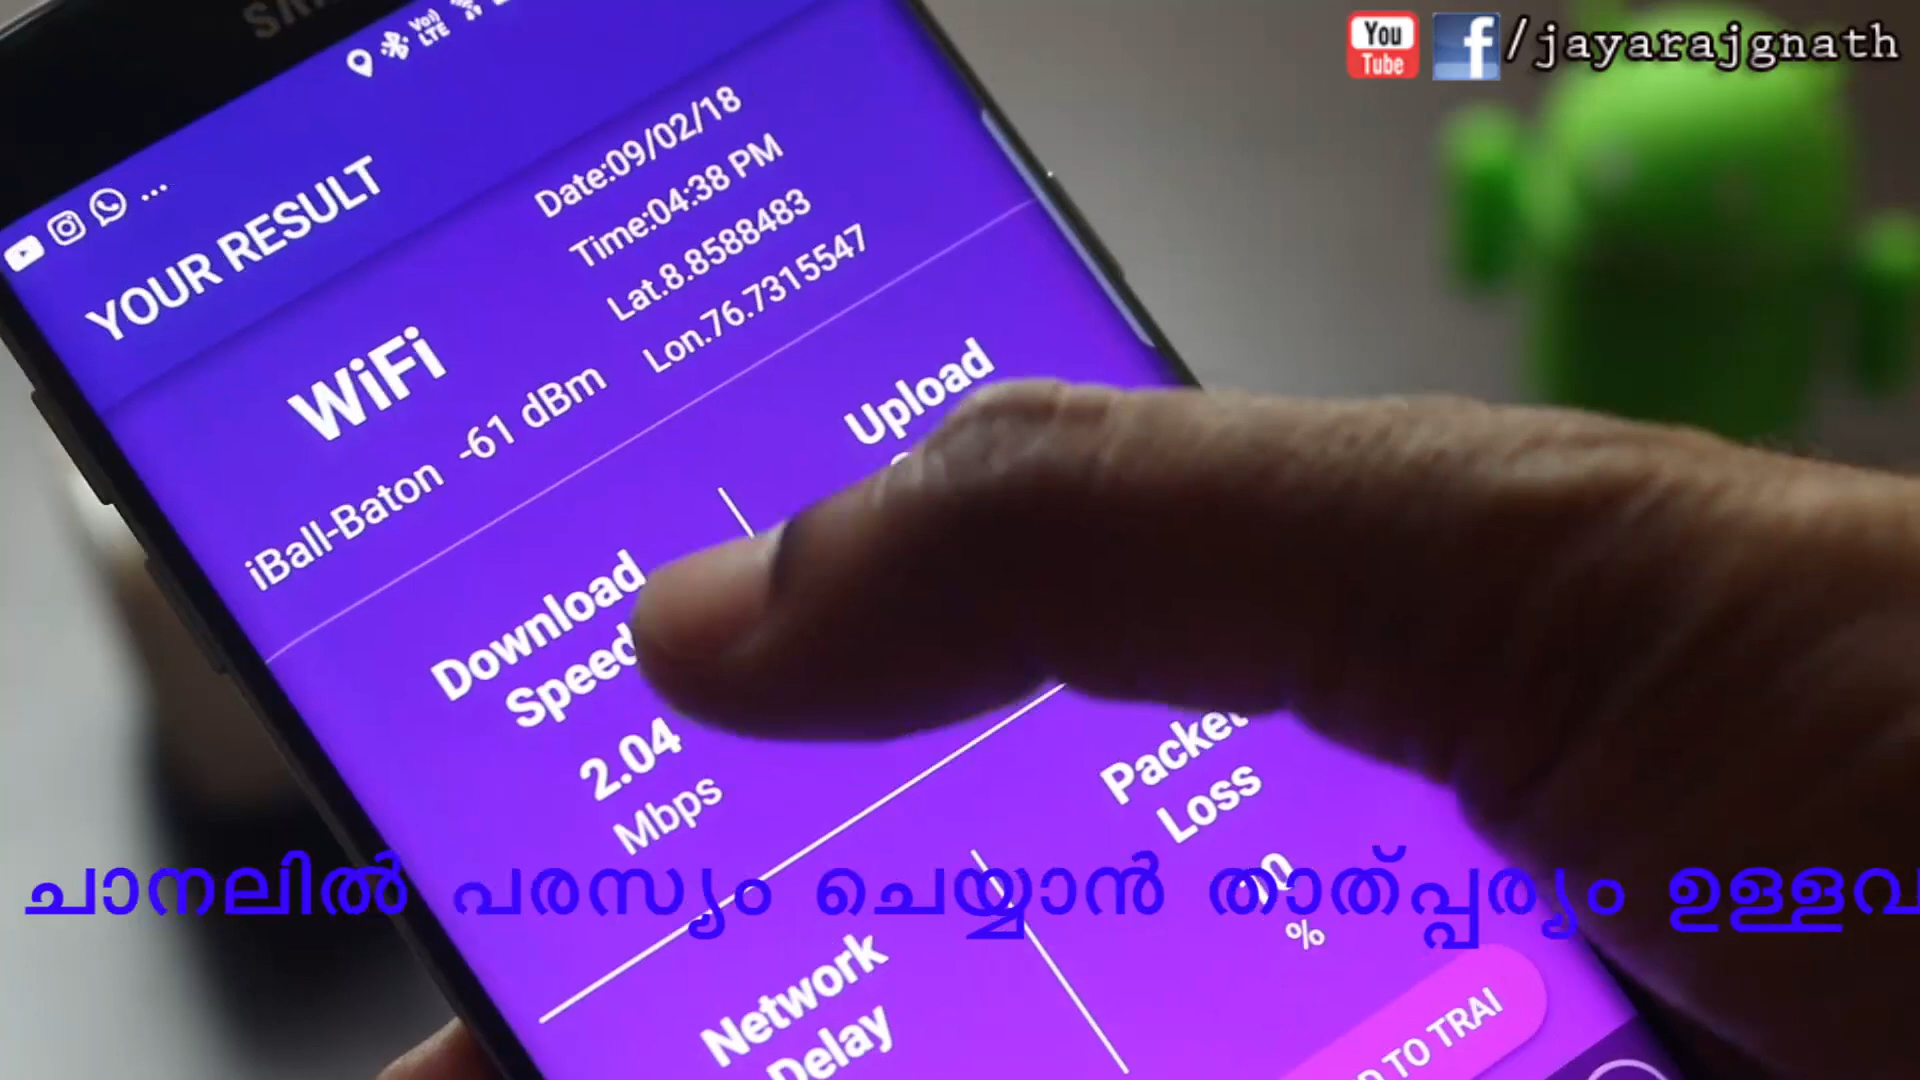 You
Tube
f
/jayarajgnath
Vo))
LTE
YOUR RESULT
Date:09/02/18
Time:04:38 PM
Lat.8.8588483
Lon.76.7315547
WiFi
iBall-Baton -61 dBm
Upload
Download
Speed
2.04
Mbps
Packet
Loss
%
ചാനലിൽ പരസ്യം ചെയ്യാൻ താത്പ്പര്യം
Network
Delay
TO TRAI